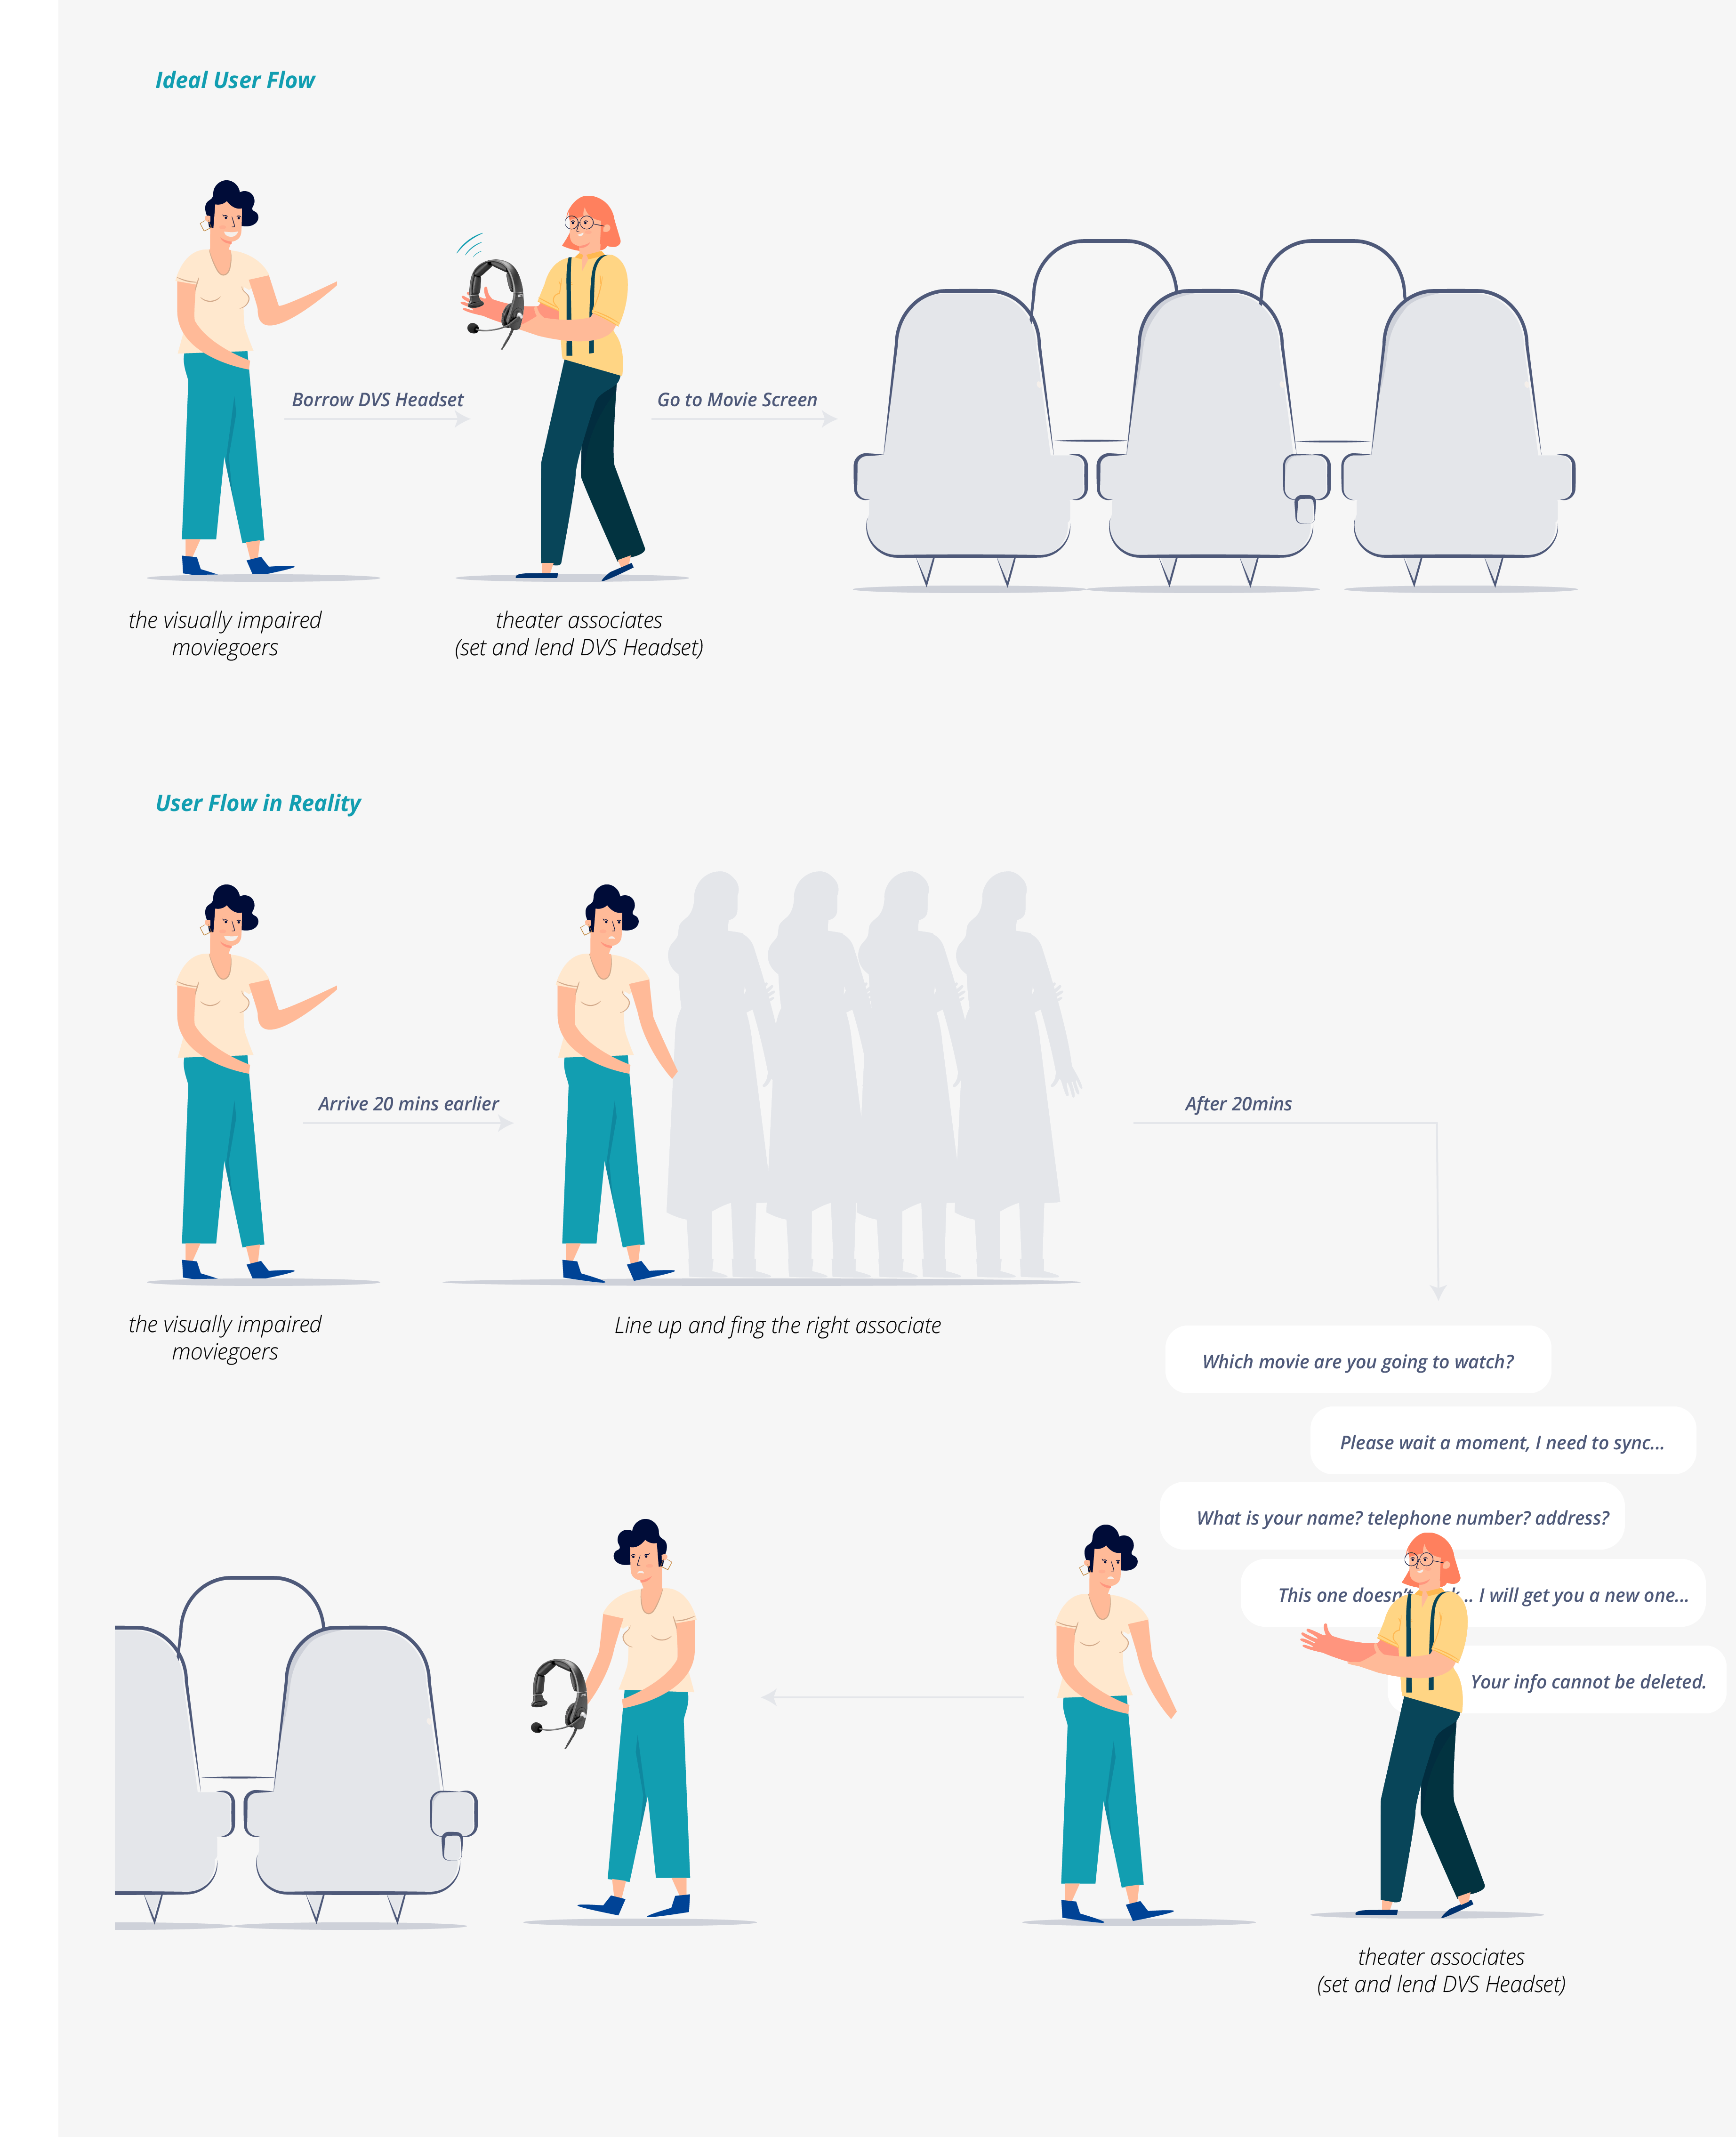 Ideal User Flow
Borrow DVS Headset
Go to Movie Screen
the visually impaired
moviegoers
theater associates
(set and lend DVS Headset)
User Flow in Reality
Arrive 20 mins earlier
After 20mins
the visually impaired
moviegoers
Line up and fing the right associate
Which movie are you going to watch?
Please wait a moment, I need to sync...
What is your name? telephone number? address?
This one doesn't .. I will get you a new one...
Your info cannot be deleted.
theater associates
(set and lend DVS Headset)